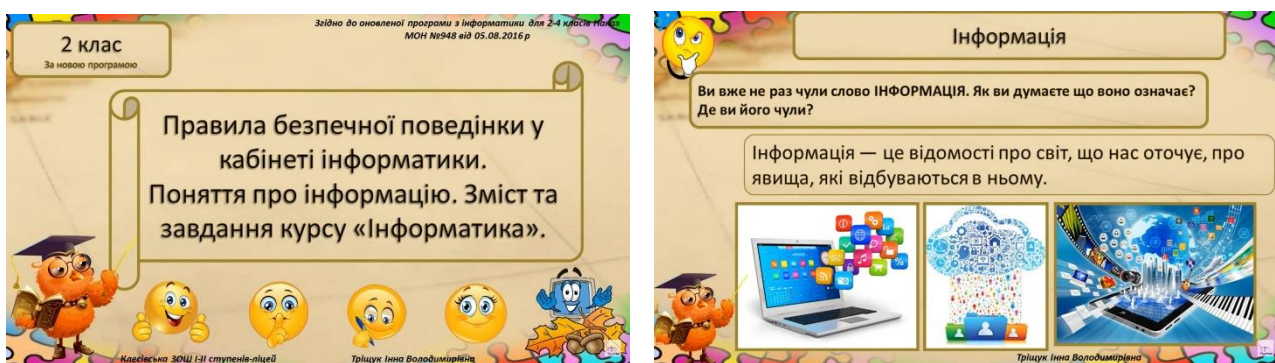 Згідно до оновленої програми з інформатики для 2-4 класів Наказ
МОН №948 від 05.08.2016 р
2 клас
За новою програмою
Правила безпечної поведінки у
кабінеті інформатики.
Поняття про інформацію. Зміст та
завдання курсу «Інформатика».
Клесівська ЗОШ І-ІІ ступенів-ліцей
Тріщук Інна Володимирівна
Інформація
Ви вже не раз чули слово ІНФОРМАЦІЯ. Як ви думаєте що воно означає?
Де ви його чули?
Інформація — це відомості про світ, що нас оточує, про
явища, які відбуваються в ньому.
Тріщук Інна Володимирівна